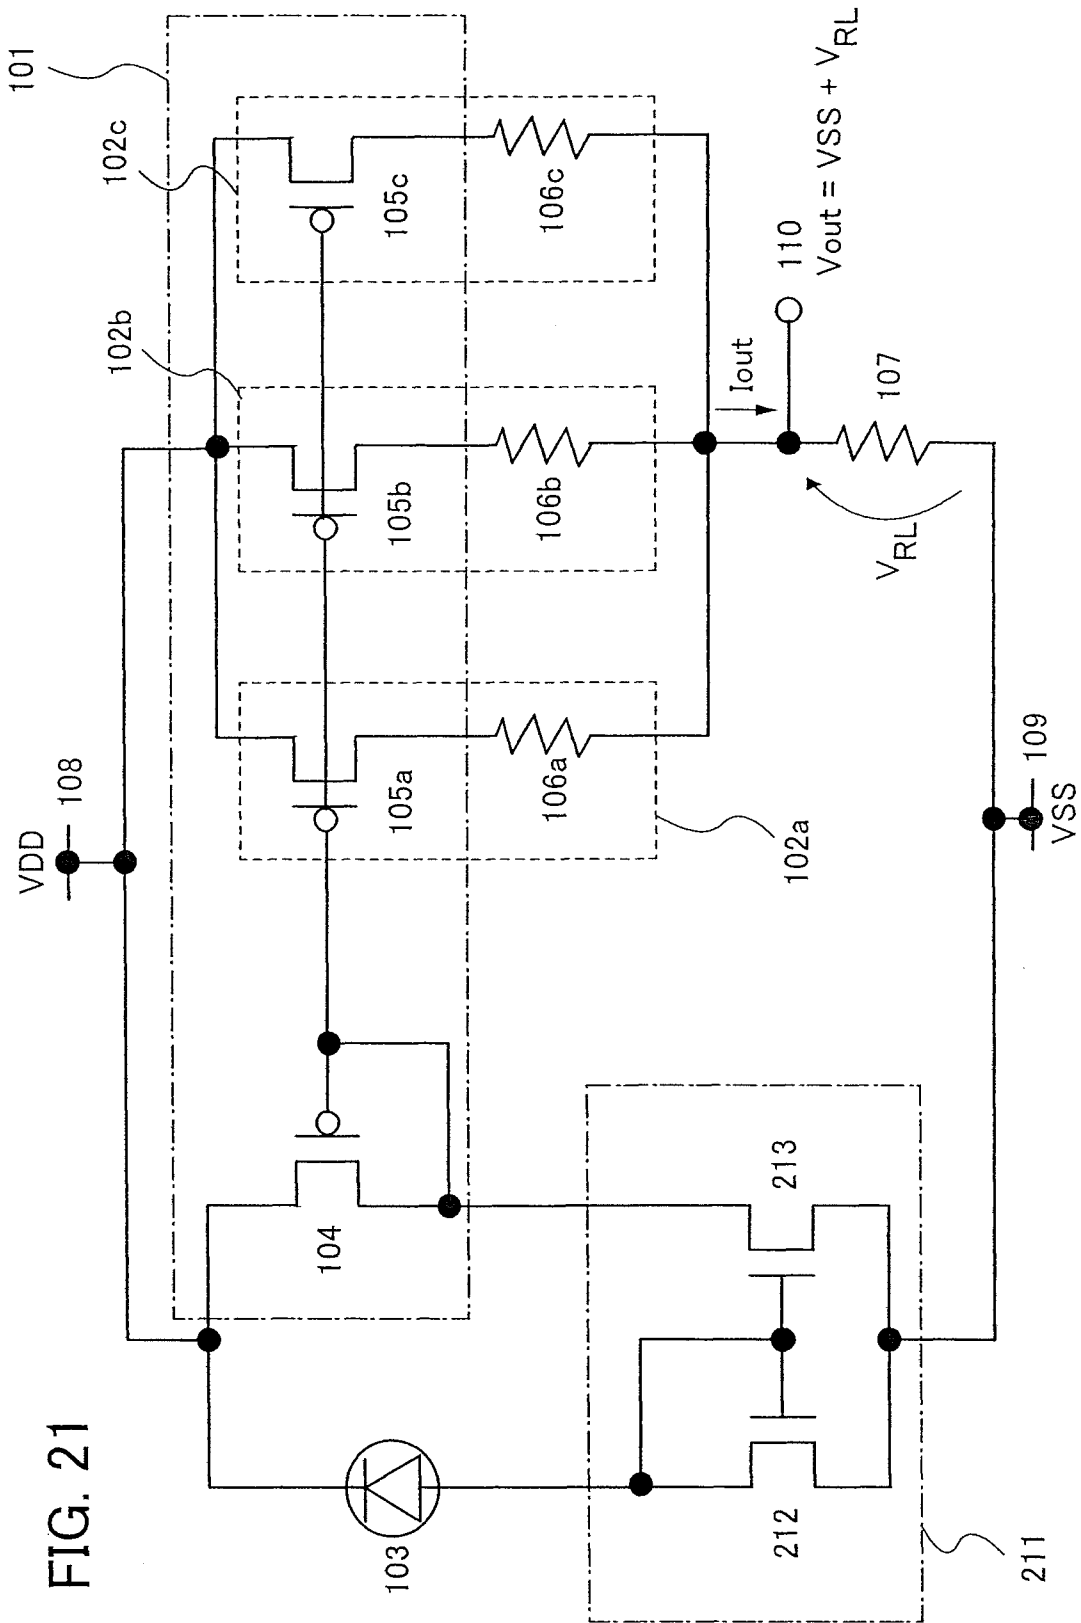 FIG. 21
VDD
108
101
102c
102b
105c
105b
105a
104
106c
106b
106a
102a
103
Iout
110
Vout = VSS + VRL
107
VRL
213
212
211
109
VSS